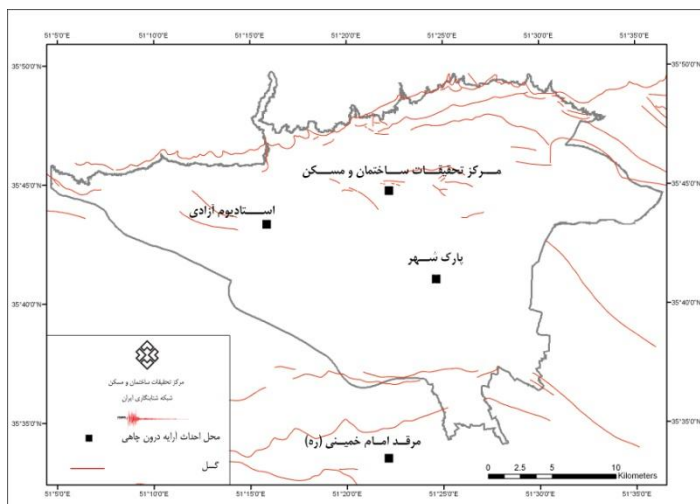 51°5'0"E 51°10'0"E 51°15'0"E 51°20'0"E 51°25'0"E 51°30'0"E 51°35'0"E
35°50'0"N 35°50'0"N
مرکز تحقیقات ساختمان و مسکن
35°45'0"N 35°45'0"N
استادیوم آزادی
پارک شهر
35°40'0"N 35°40'0"N
مرکز تحقیقات ساختمان و مسکن
شبکه شتابنگاری ایران
35°35'0"N 35°35'0"N
محل احداث آرایه درون چاهی
مرقد امام خمینی (ره)
گسل
0 2.5 5 10
Kilometers
51°5'0"E 51°10'0"E 51°15'0"E 51°20'0"E 51°25'0"E 51°30'0"E 51°35'0"E